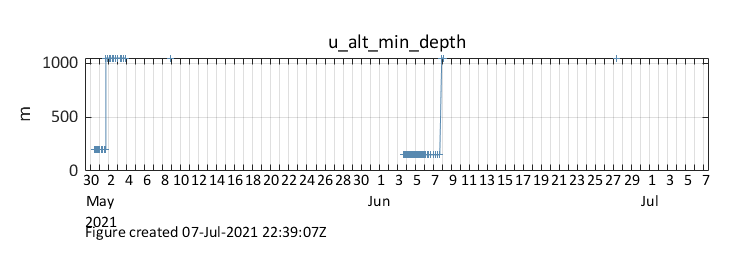 u_alt_min_depth
1000
500
0
m
30 2 4 6 8 10 12 14 16 18 20 22 24 26 28 30 1 3 5 7 9 11 13 15 17 19 21 23 25 27 29 1 3 5 7
May Jun Jul
2021
Figure created 07-Jul-2021 22:39:07Z